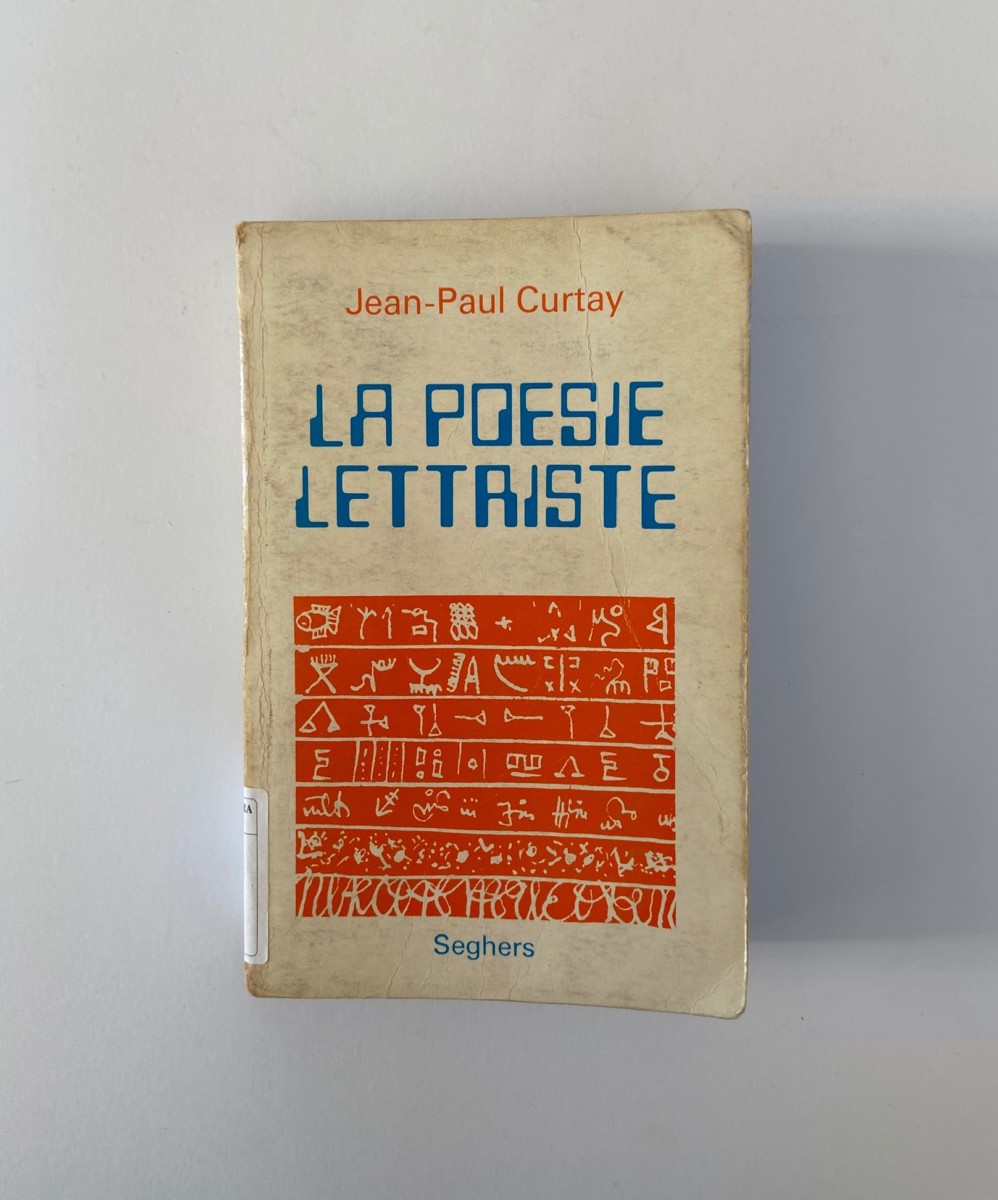 Jean-Paul Curtay
LA POESIE
LETTRISTE
Seghers